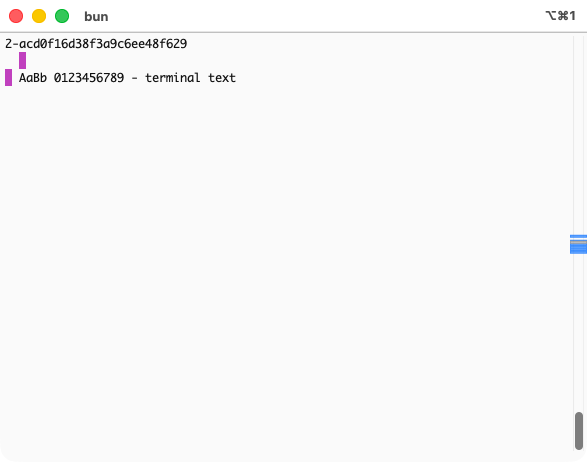 bun
⌥⌘1
2-acd0f16d38f3a9c6ee48f629
AaBb 0123456789 - terminal text